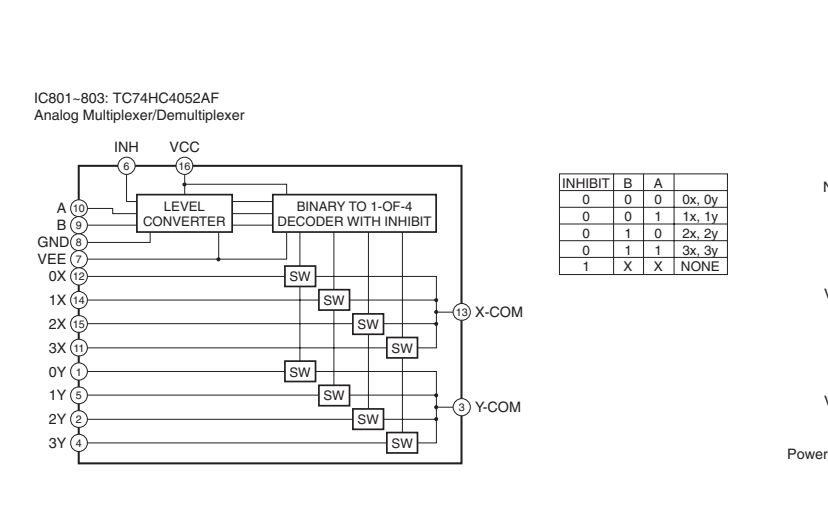 IC801~803: TC74HC4052AF
Analog Multiplexer/Demultiplexer
INH VCC
6 16
A 10
B 9
GND 8
VEE 7
LEVEL
CONVERTER
BINARY TO 1-OF-4
DECODER WITH INHIBIT
0X 12 SW
1X 14 SW
2X 15 SW
3X 11 SW
13 X-COM
0Y 1 SW
1Y 5 SW
2Y 2 SW
3Y 4 SW
3 Y-COM
INHIBIT B A
0 0 0 0x, 0y
0 0 1 1x, 1y
0 1 0 2x, 2y
0 1 1 3x, 3y
1 X X NONE
Power